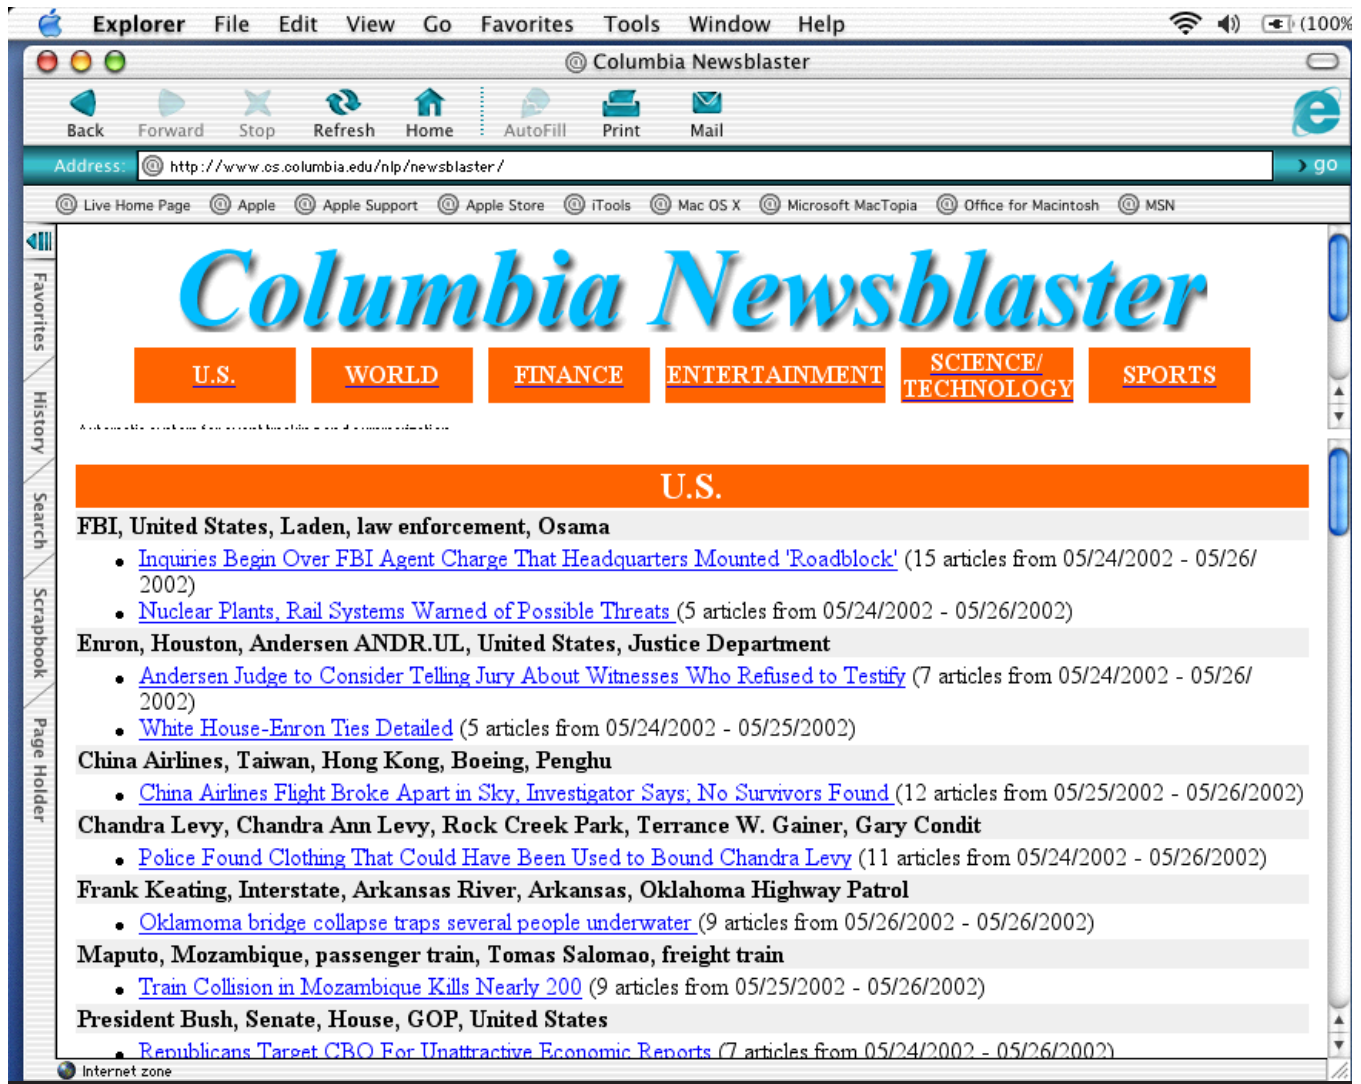 Explorer File Edit View Go Favorites Tools Window Help (100%
Columbia Newsblaster
Back Forward Stop Refresh Home AutoFill Print Mail
Address: http://www.cs.columbia.edu/nlp/newsblaster/ go
Live Home Page Apple Apple Support Apple Store iTools Mac OS X Microsoft MacTopia Office for Macintosh MSN
Favorites
History
Search
Scrapbook
Page Holder
Columbia Newsblaster
U.S. WORLD FINANCE ENTERTAINMENT SCIENCE/ TECHNOLOGY SPORTS
Automatic system for event tracking and summarization
U.S.
FBI, United States, Laden, law enforcement, Osama
• Inquiries Begin Over FBI Agent Charge That Headquarters Mounted 'Roadblock' (15 articles from 05/24/2002 - 05/26/
2002)
• Nuclear Plants, Rail Systems Warned of Possible Threats (5 articles from 05/24/2002 - 05/26/2002)
Enron, Houston, Andersen ANDR.UL, United States, Justice Department
• Andersen Judge to Consider Telling Jury About Witnesses Who Refused to Testify (7 articles from 05/24/2002 - 05/26/
2002)
• White House-Enron Ties Detailed (5 articles from 05/24/2002 - 05/25/2002)
China Airlines, Taiwan, Hong Kong, Boeing, Penghu
• China Airlines Flight Broke Apart in Sky, Investigator Says; No Survivors Found (12 articles from 05/25/2002 - 05/26/2002)
Chandra Levy, Chandra Ann Levy, Rock Creek Park, Terrance W. Gainer, Gary Condit
• Police Found Clothing That Could Have Been Used to Bound Chandra Levy (11 articles from 05/24/2002 - 05/26/2002)
Frank Keating, Interstate, Arkansas River, Arkansas, Oklahoma Highway Patrol
• Oklamoma bridge collapse traps several people underwater (9 articles from 05/26/2002 - 05/26/2002)
Maputo, Mozambique, passenger train, Tomas Salomao, freight train
• Train Collision in Mozambique Kills Nearly 200 (9 articles from 05/25/2002 - 05/26/2002)
President Bush, Senate, House, GOP, United States
• Republicans Target CBO For Unattractive Economic Reports (7 articles from 05/24/2002 - 05/26/2002)
Internet zone